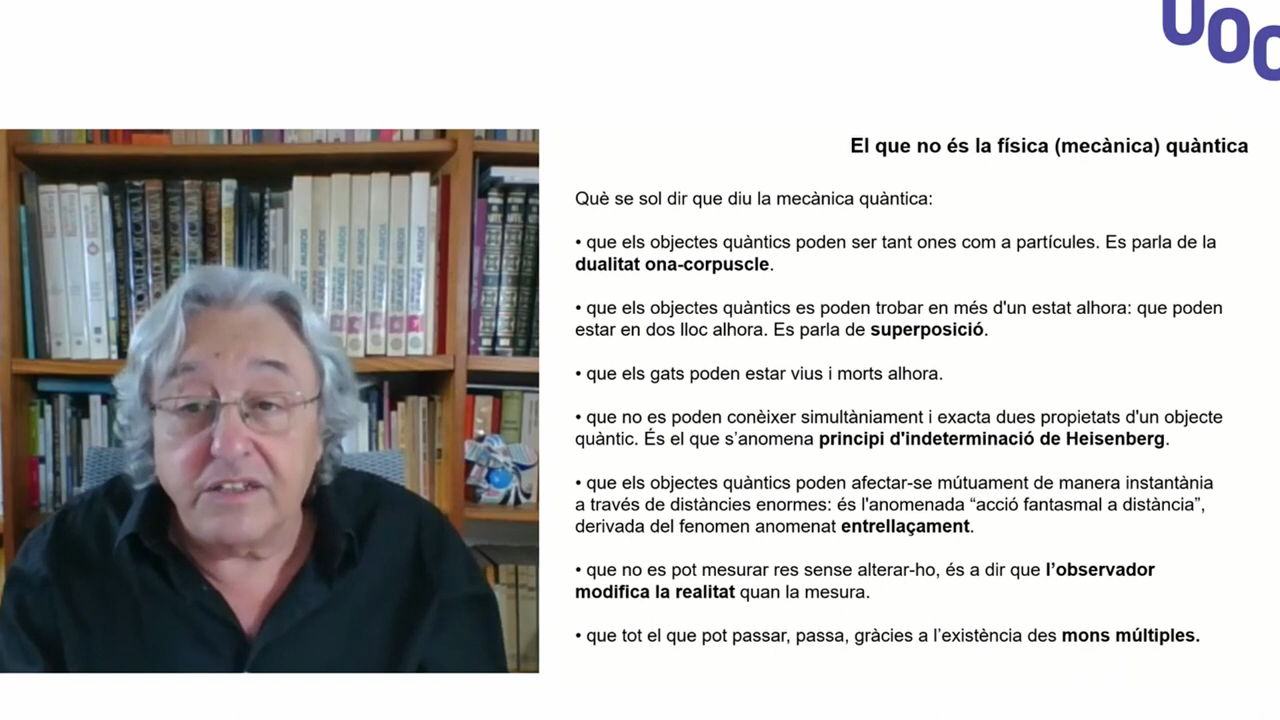 UOC
El que no és la física (mecànica) quàntica
Què se sol dir que diu la mecànica quàntica:
• que els objectes quàntics poden ser tant ones com a partícules. Es parla de la
dualitat ona-corpuscle.
• que els objectes quàntics es poden trobar en més d'un estat alhora: que poden
estar en dos lloc alhora. Es parla de superposició.
• que els gats poden estar vius i morts alhora.
• que no es poden conèixer simultàniament i exacta dues propietats d'un objecte
quàntic. És el que s’anomena principi d'indeterminació de Heisenberg.
• que els objectes quàntics poden afectar-se mútuament de manera instantània
a través de distàncies enormes: és l'anomenada “acció fantasmal a distància”,
derivada del fenomen anomenat entrellaçament.
• que no es pot mesurar res sense alterar-ho, és a dir que l’observador
modifica la realitat quan la mesura.
• que tot el que pot passar, passa, gràcies a l’existència des mons múltiples.